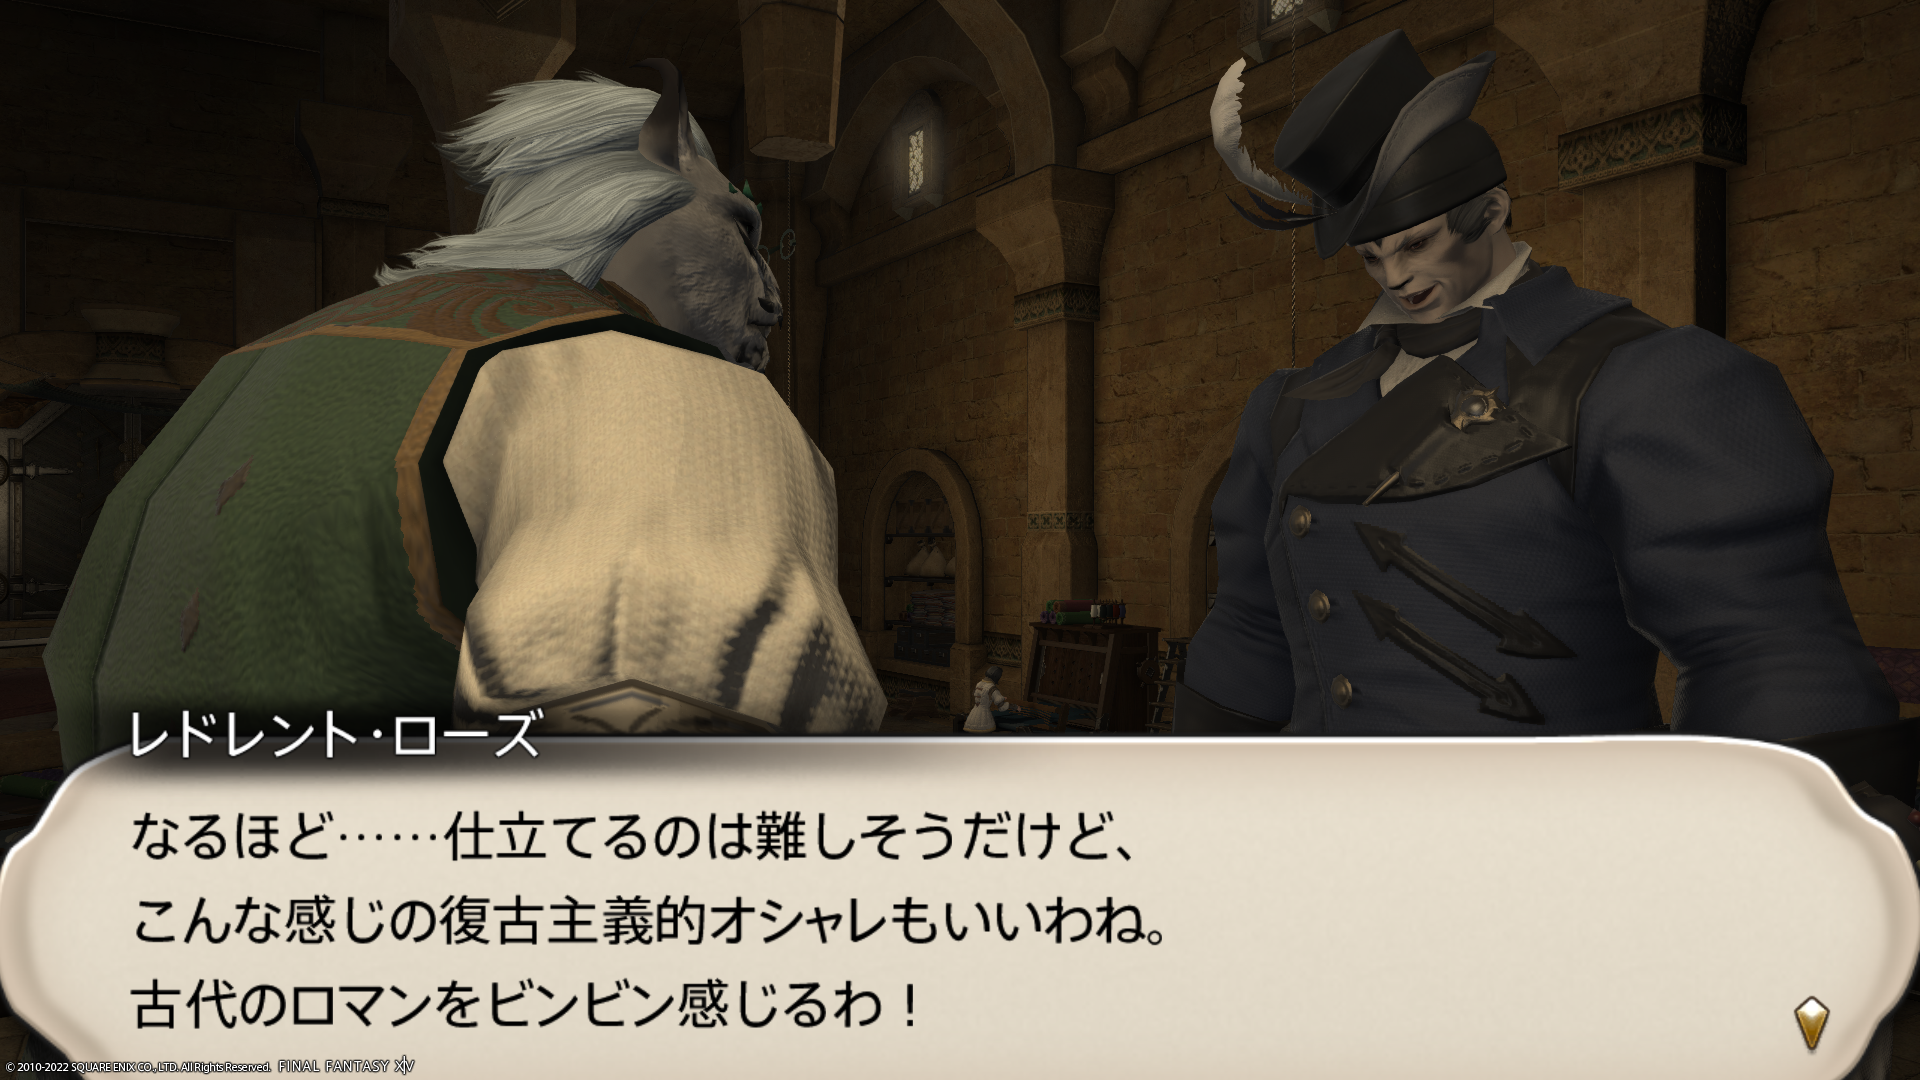 レドレント・ローズ
なるほど……仕立てるのは難しそうだけど、
こんな感じの復古主義的オシャレもいいわね。
古代のロマンをビンビン感じるわ！
© 2010-2022 SQUARE ENIX CO., LTD. All Rights Reserved. FINAL FANTASY XIV